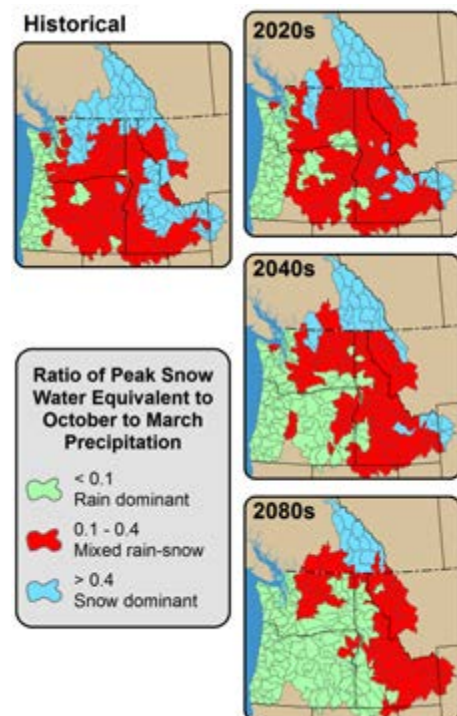 Historical
2020s
2040s
Ratio of Peak Snow
Water Equivalent to
October to March
Precipitation
< 0.1
Rain dominant
0.1 - 0.4
Mixed rain-snow
> 0.4
Snow dominant
2080s